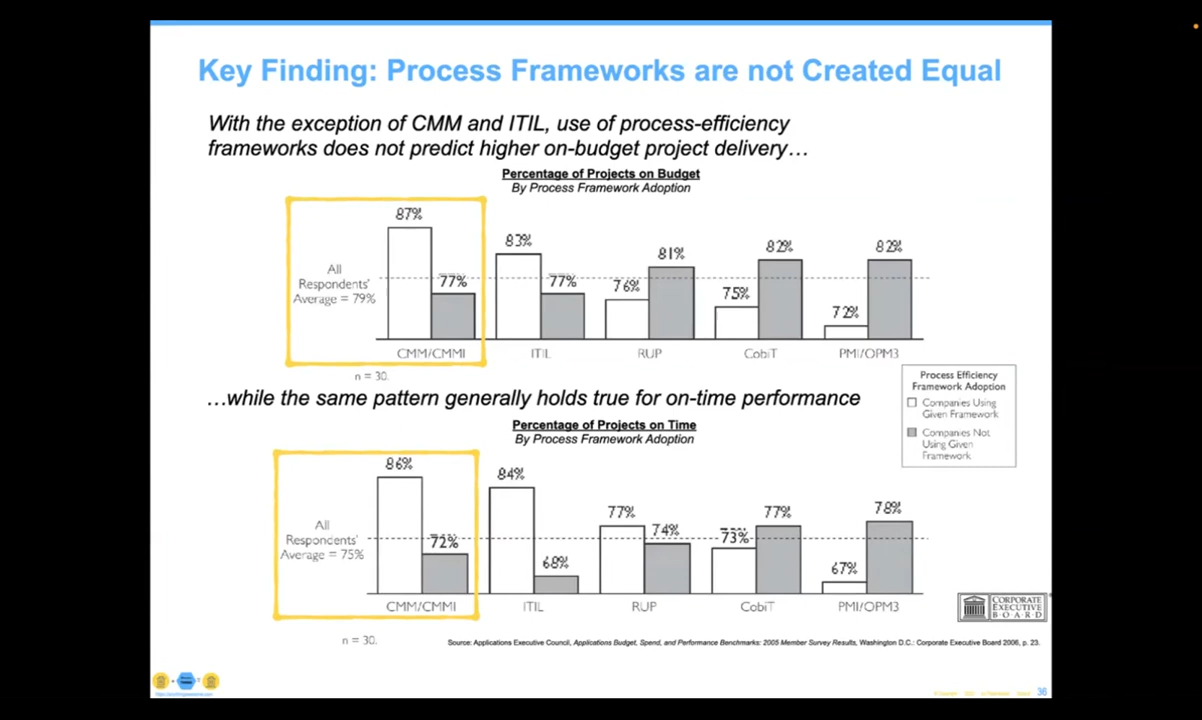 Key Finding: Process Frameworks are not Created Equal
With the exception of CMM and ITIL, use of process-efficiency
frameworks does not predict higher on-budget project delivery…
Percentage of Projects on Budget
By Process Framework Adoption
87%
83%
82%
82%
81%
All
Respondents'
Average = 79%
77%
77%
76%
75%
72%
CMM/CMMI
ITIL
RUP
CobiT
PMI/OPM3
n = 30.
…while the same pattern generally holds true for on-time performance
Percentage of Projects on Time
By Process Framework Adoption
Process Efficiency
Framework Adoption
Companies Using
Given Framework
Companies Not
Using Given
Framework
86%
84%
77%
77%
78%
All
Respondents'
Average = 75%
72%
68%
74%
73%
67%
CMM/CMMI
ITIL
RUP
CobiT
PMI/OPM3
CORPORATE
EXECUTIVE
BOARD
n = 30.
Source: Applications Executive Council, Applications Budget, Spend, and Performance Benchmarks: 2005 Member Survey Results, Washington D.C.: Corporate Executive Board 2006, p. 23.
36